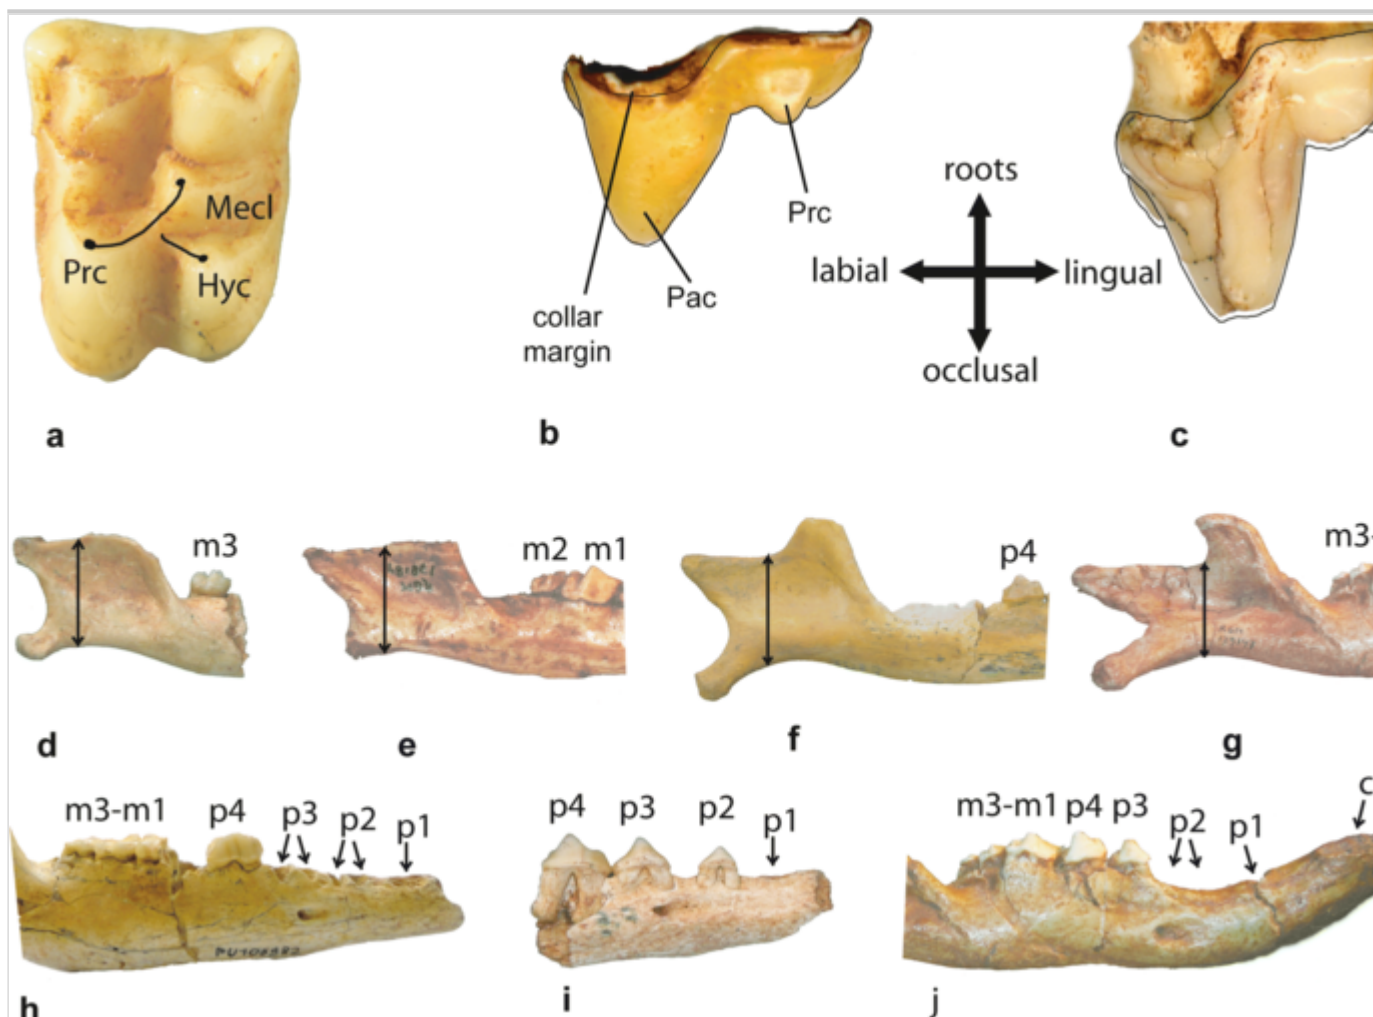 Mecl
Prc
Hyc
Prc
Pac
collar
margin
roots
labial
lingual
occlusal
a
b
c
m3
m2 m1
p4
m3-
d
e
f
g
m3-m1 p4 p3 p2 p1
p4 p3 p2 p1
m3-m1 p4 p3 p2 p1 c
h
i
j